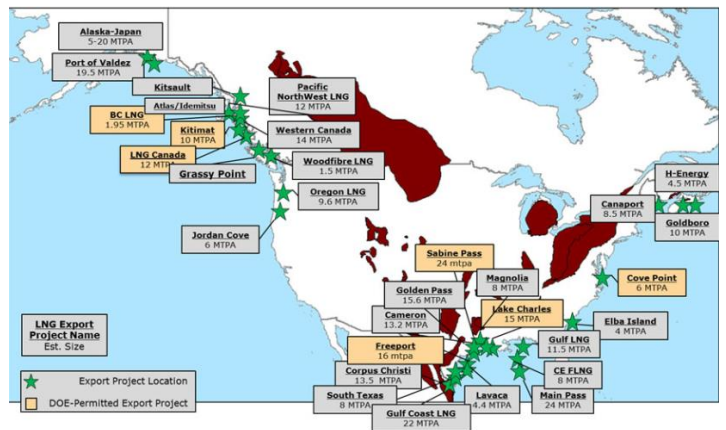 Alaska-Japan
5-20 MTPA
Port of Valdez
19.5 MTPA
Kitsault
Pacific
NorthWest LNG
12 MTPA
Atlas/Idemitsu
BC LNG
1.95 MTPA
Kitimat
10 MTPA
Western Canada
14 MTPA
LNG Canada
12 MTPA
Woodfibre LNG
1.5 MTPA
Grassy Point
Oregon LNG
9.6 MTPA
Jordan Cove
6 MTPA
H-Energy
4.5 MTPA
Canaport
8.5 MTPA
Goldboro
10 MTPA
Sabine Pass
24 mtpa
Magnolia
8 MTPA
Cove Point
6 MTPA
Golden Pass
15.6 MTPA
Lake Charles
15 MTPA
Cameron
13.2 MTPA
Elba Island
4 MTPA
Freeport
16 mtpa
Gulf LNG
11.5 MTPA
Corpus Christi
13.5 MTPA
CE FLNG
8 MTPA
South Texas
8 MTPA
Lavaca
4.4 MTPA
Main Pass
24 MTPA
Gulf Coast LNG
22 MTPA
LNG Export
Project Name
Est. Size
Export Project Location
DOE-Permitted Export Project